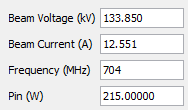 Beam Voltage (kV) 133.850
Beam Current (A) 12.551
Frequency (MHz) 704
Pin (W) 215.00000